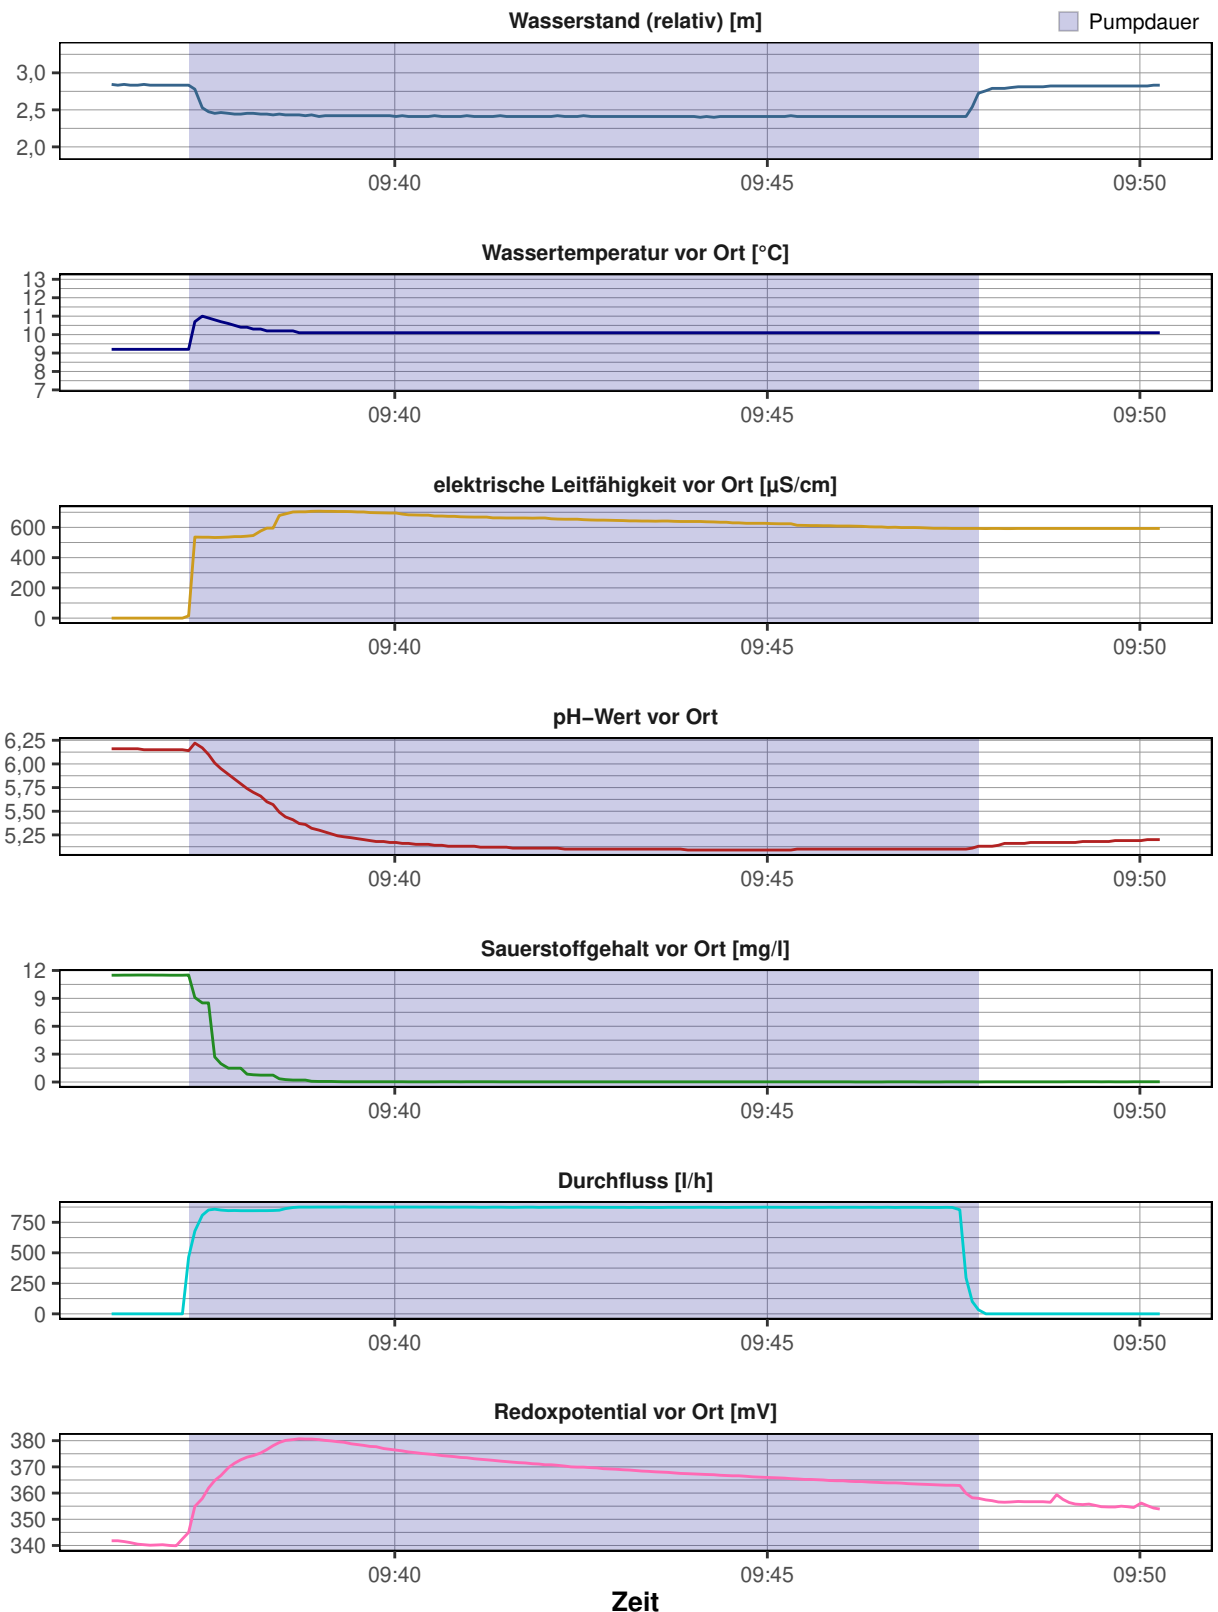 Wasserstand (relativ) [m]
Pumpdauer
3,0
2,5
2,0
09:40 09:45 09:50
Wassertemperatur vor Ort [°C]
13
12
11
10
9
8
7
09:40 09:45 09:50
elektrische Leitfähigkeit vor Ort [µS/cm]
600
400
200
0
09:40 09:45 09:50
pH−Wert vor Ort
6,25
6,00
5,75
5,50
5,25
09:40 09:45 09:50
Sauerstoffgehalt vor Ort [mg/l]
12
9
6
3
0
09:40 09:45 09:50
Durchfluss [l/h]
750
500
250
0
09:40 09:45 09:50
Redoxpotential vor Ort [mV]
380
370
360
350
340
09:40 09:45 09:50
Zeit